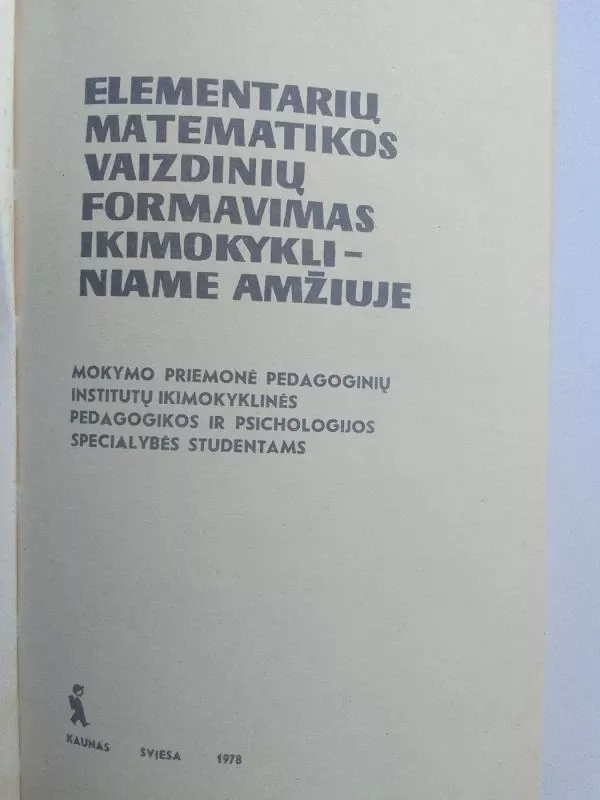 ELEMENTARIŲ
MATEMATIKOS
VAIZDINIŲ
FORMAVIMAS
IKIMOKYKLI-
NIAME AMŽIUJE
MOKYMO PRIEMONĖ PEDAGOGINIŲ
INSTITUTŲ IKIMOKYKLINĖS
PEDAGOGIKOS IR PSICHOLOGIJOS
SPECIALYBĖS STUDENTAMS
KAUNAS ŠVIESA 1978